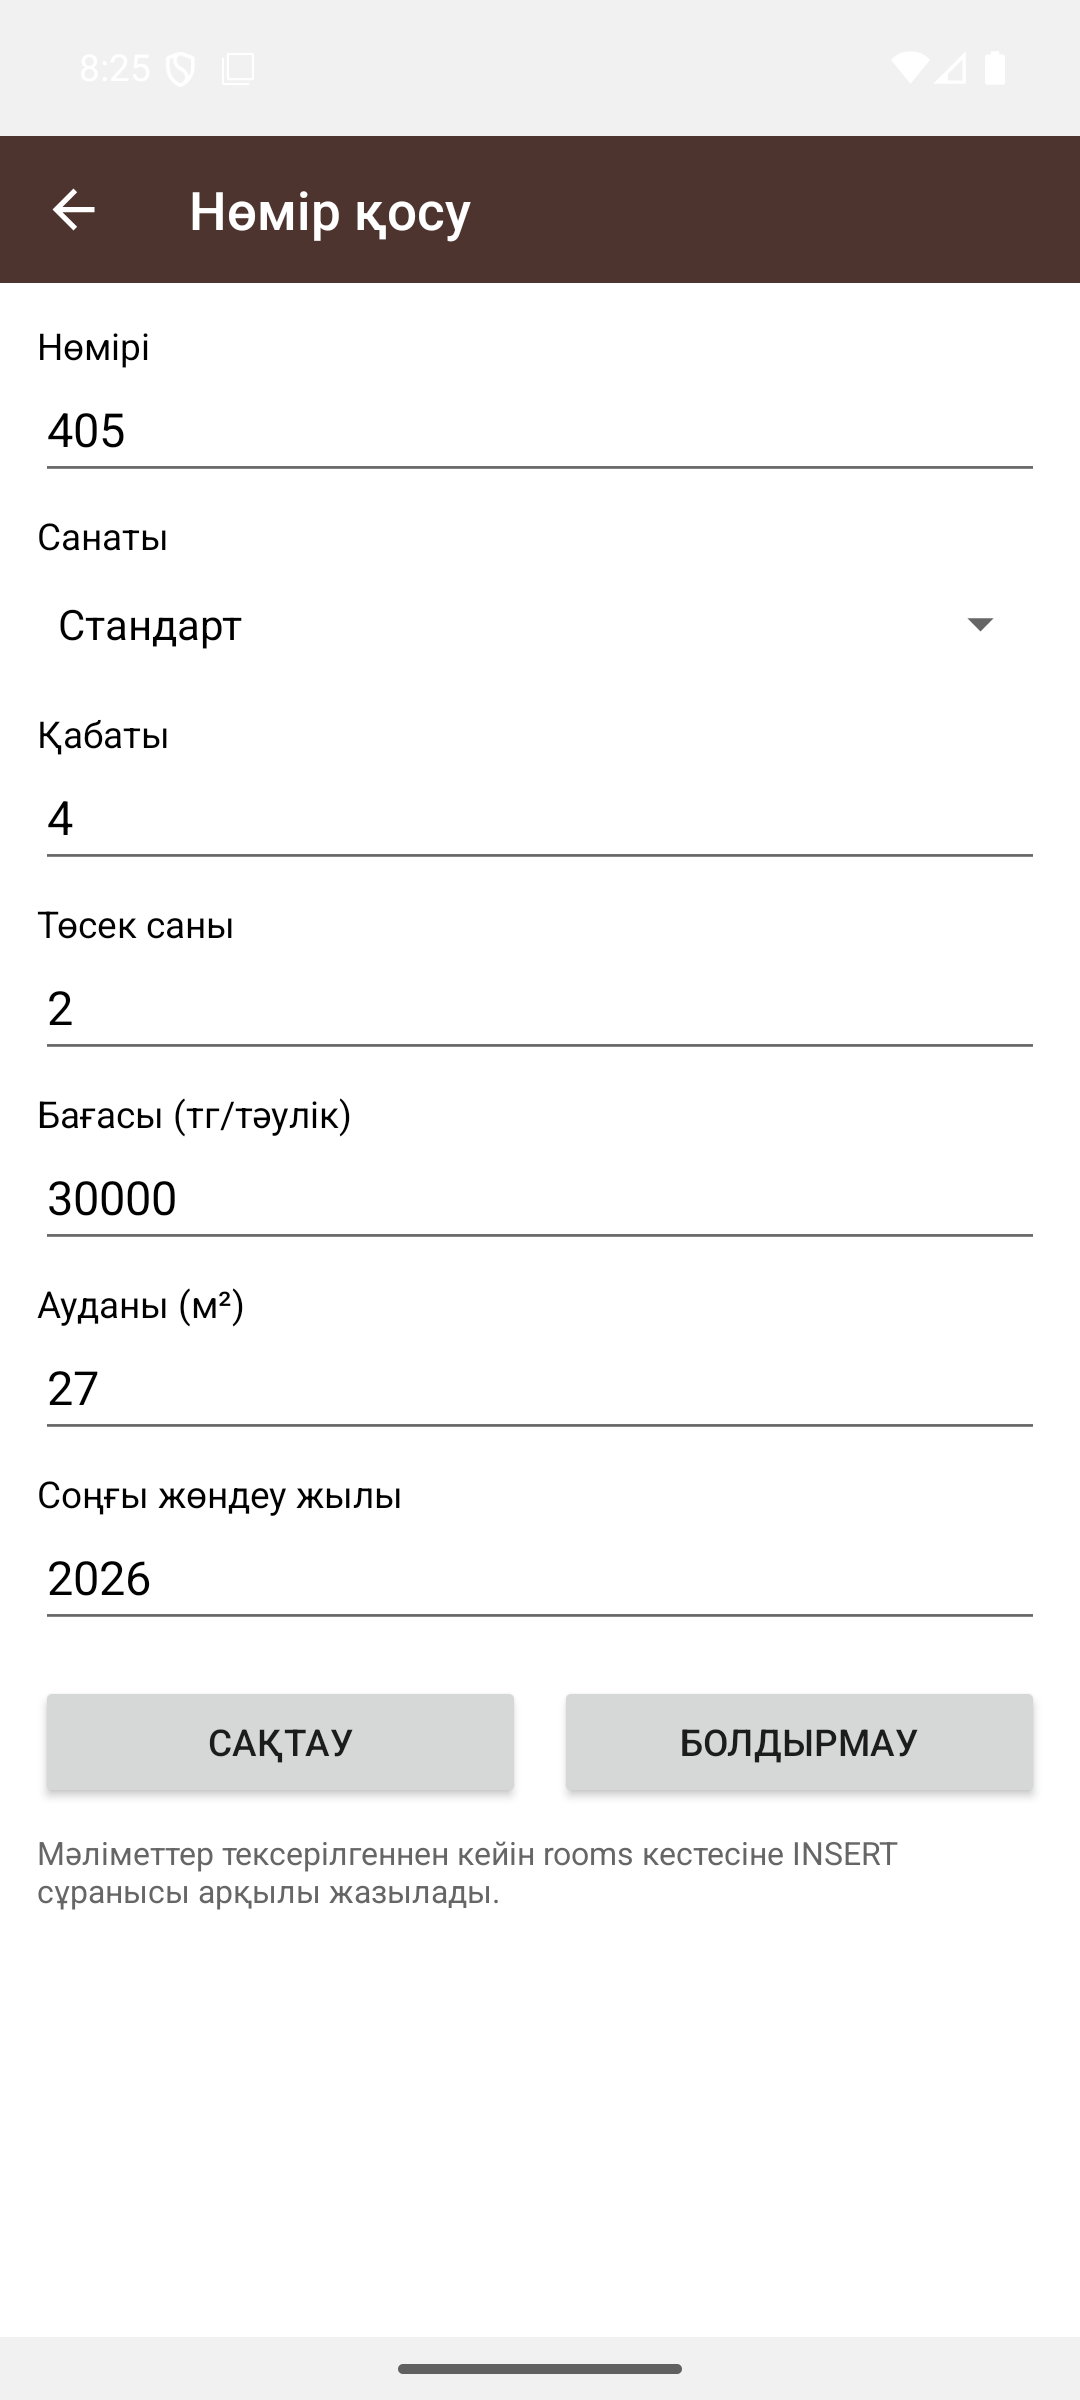 8:25
Нөмір қосу
Нөмірі
405
Санаты
Стандарт
Қабаты
4
Төсек саны
2
Бағасы (тг/тәулік)
30000
Ауданы (м²)
27
Соңғы жөндеу жылы
2026
САҚТАУ
БОЛДЫРМАУ
Мәліметтер тексерілгеннен кейін rooms кестесіне INSERT
сұранысы арқылы жазылады.